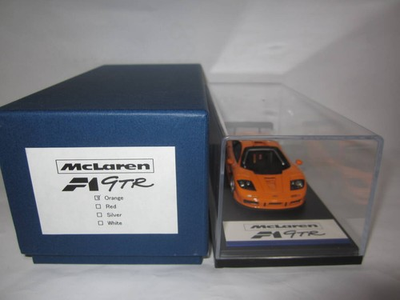 McLaren
F1 GTR
☑ Orange
☐ Red
☐ Silver
☐ White
McLaren
F1 GTR